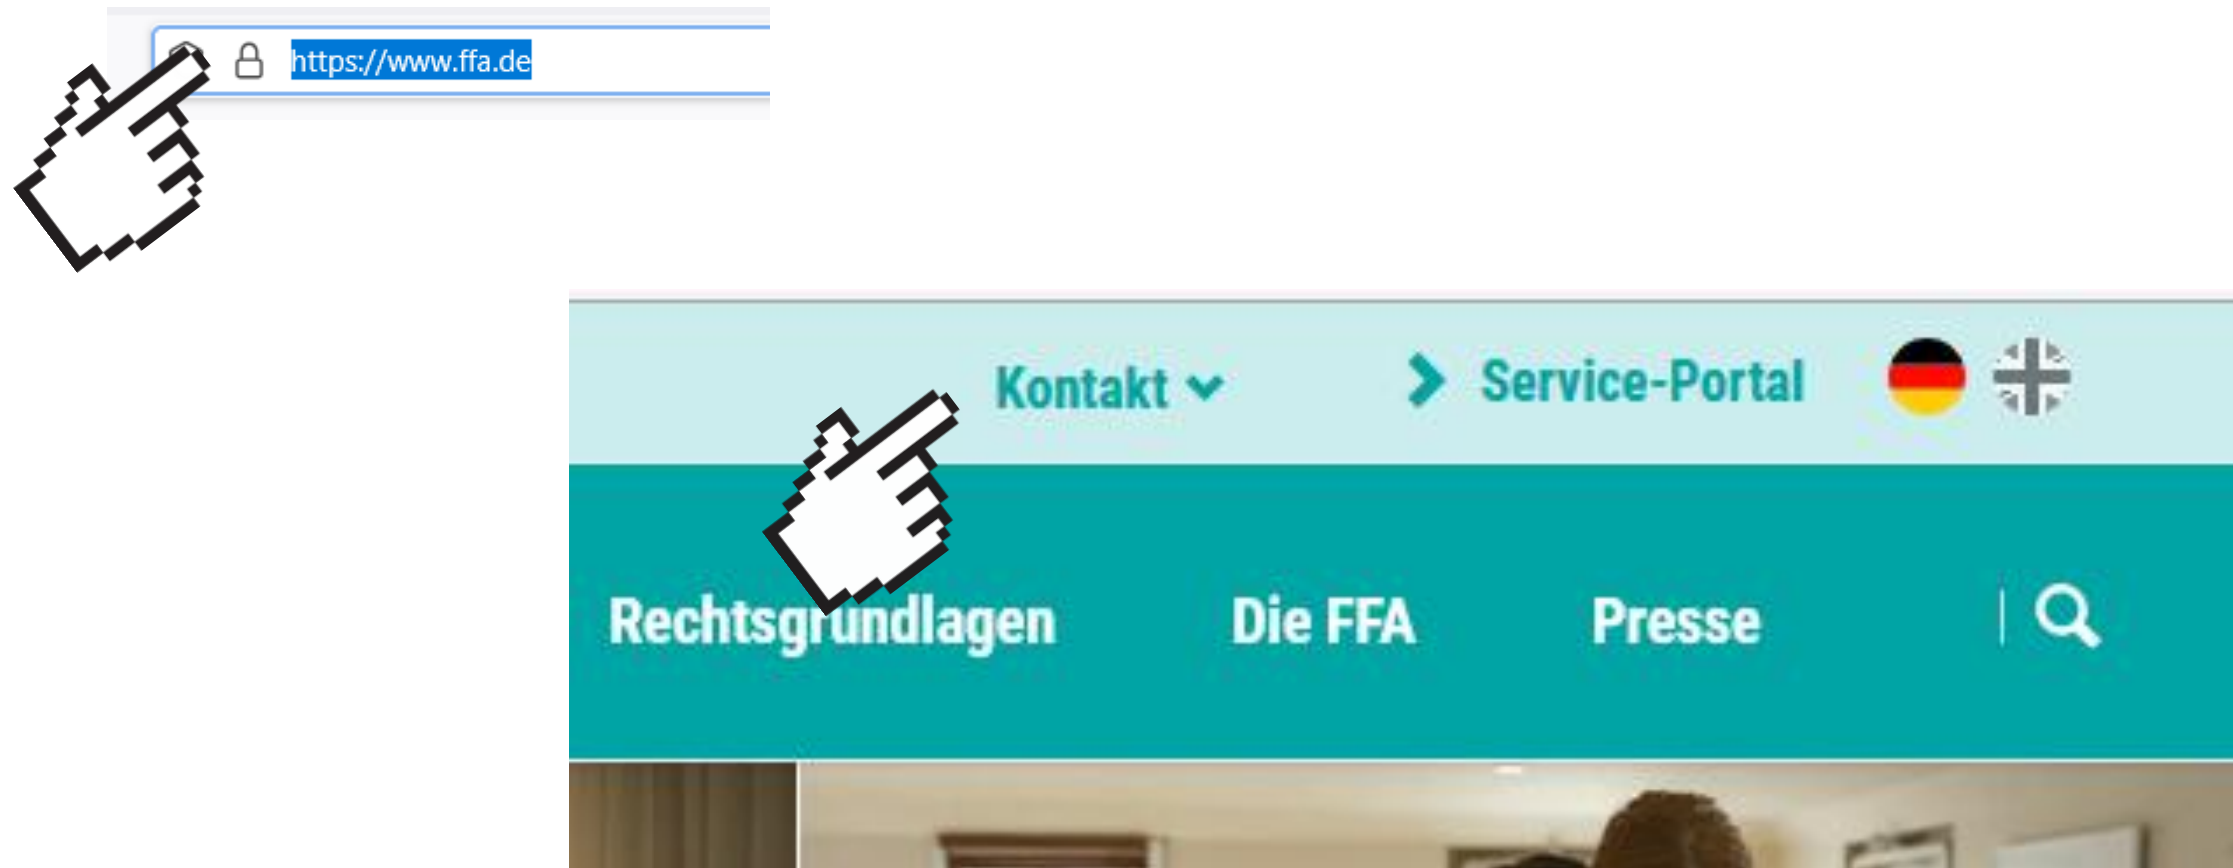 https://www.ffa.de
Kontakt Service-Portal
Rechtsgrundlagen Die FFA Presse